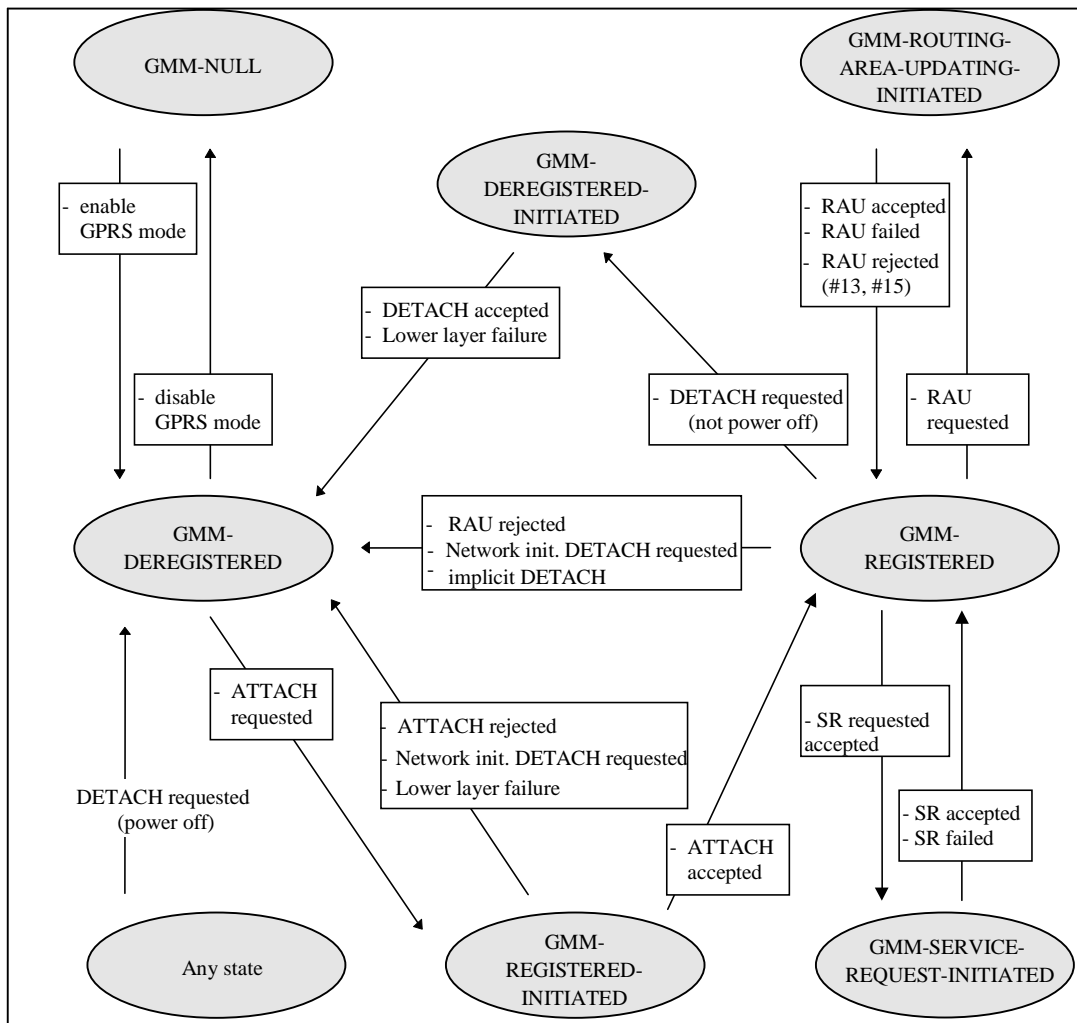 GMM-NULL
GMM-ROUTING-
AREA-UPDATING-
INITIATED
GMM-
DEREGISTERED-
INITIATED
- enable
GPRS mode
- RAU accepted
- RAU failed
- RAU rejected
(#13, #15)
- DETACH accepted
- Lower layer failure
- disable
GPRS mode
- DETACH requested
(not power off)
- RAU
requested
GMM-
DEREGISTERED
- RAU rejected
- Network init. DETACH requested
- implicit DETACH
GMM-
REGISTERED
- ATTACH
requested
- ATTACH rejected
- Network init. DETACH requested
- Lower layer failure
- SR requested
accepted
DETACH requested
(power off)
- ATTACH
accepted
- SR accepted
- SR failed
Any state
GMM-
REGISTERED-
INITIATED
GMM-SERVICE-
REQUEST-INITIATED